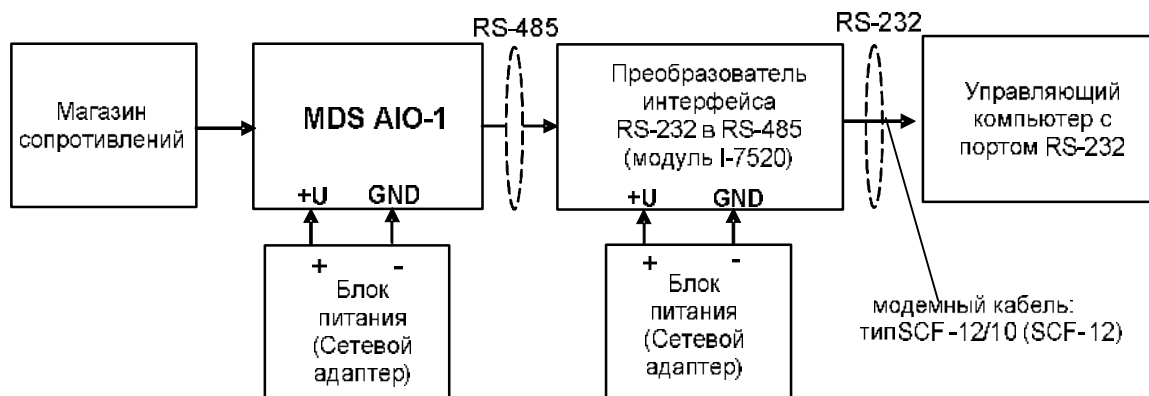 RS-485
RS-232
Магазин
сопротивлений
MDS AIO-1
+U GND
Преобразователь
интерфейса
RS-232 в RS-485
(модуль I-7520)
+U GND
Управляющий
компьютер с
портом RS-232
+ -
Блок
питания
(Сетевой
адаптер)
+ -
Блок
питания
(Сетевой
адаптер)
модемный кабель:
типSCF-12/10 (SCF-12)